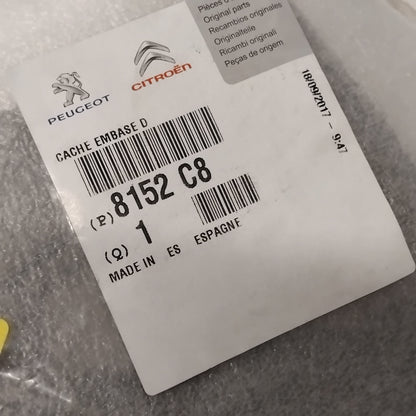 Pièces d'
Original parts
Recambios originales
Originalteile
Ricambi originali
Peças de origem
PEUGEOT
CITROËN
18/09/2017 - 9:47
CACHE EMBASE D
(P) 8152 C8
(Q) 1
MADE IN ES ESPAGNE